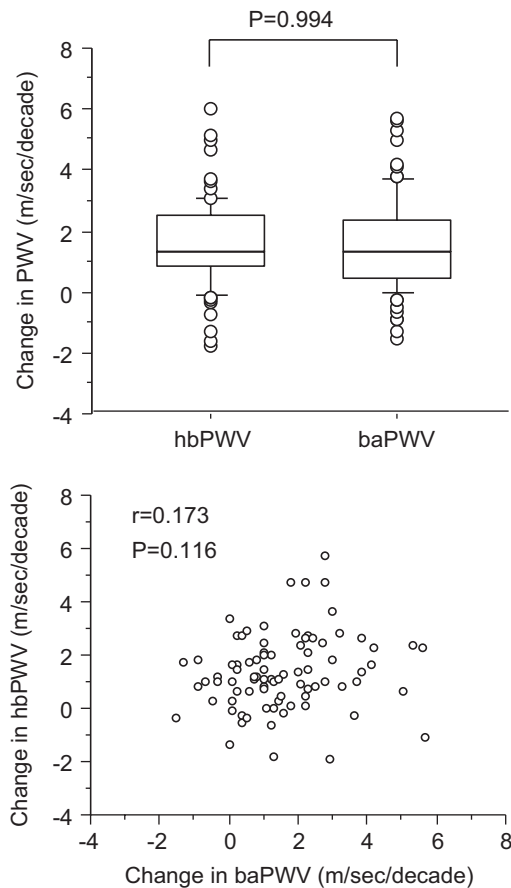 P=0.994
Change in PWV (m/sec/decade)
8
6
4
2
0
-2
-4
hbPWV baPWV
Change in hbPWV (m/sec/decade)
8
6
4
2
0
-2
-4
r=0.173
P=0.116
-4 -2 0 2 4 6 8
Change in baPWV (m/sec/decade)